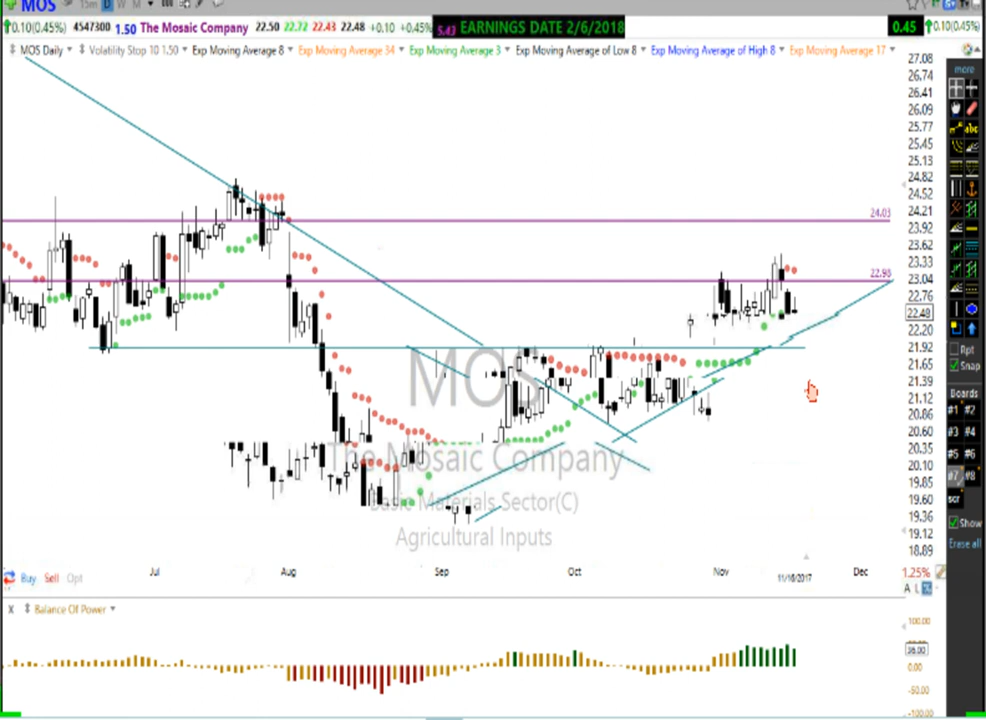 MOS 15m D W M
0.10(0.45%) 4547300 1.50 The Mosaic Company 22.50 22.72 22.43 22.48 +0.10 +0.45% 5.43 EARNINGS DATE 2/6/2018 0.45 0.10(0.45%)
MOS Daily Volatility Stop 10 1.50 Exp Moving Average 8 Exp Moving Average 34 Exp Moving Average 3 Exp Moving Average of Low 8 Exp Moving Average of High 8 Exp Moving Average 17
27.08
more
26.74
26.41
26.09
abc
25.77
25.45
25.13
24.82
24.52
24.03
24.21
23.92
23.62
23.33
22.98
23.04
22.76
22.48
22.20
21.92
Rpt
21.65
Snap
MOS
21.39
Boards
21.12
#1 #2
20.86
20.60
#3 #4
20.35
#5 #6
The Mosaic Company
20.10
#7 #8
19.85
Basic Materials Sector(C)
19.60
scr
19.36
Show
Agricultural Inputs
19.12
Erase all
18.89
Jul Aug Sep Oct Nov Dec
11/16/2017
Buy Sell Opt
1.25%
A L %
X Balance Of Power
100.00
36.00
0.00
-50.00
-100.00